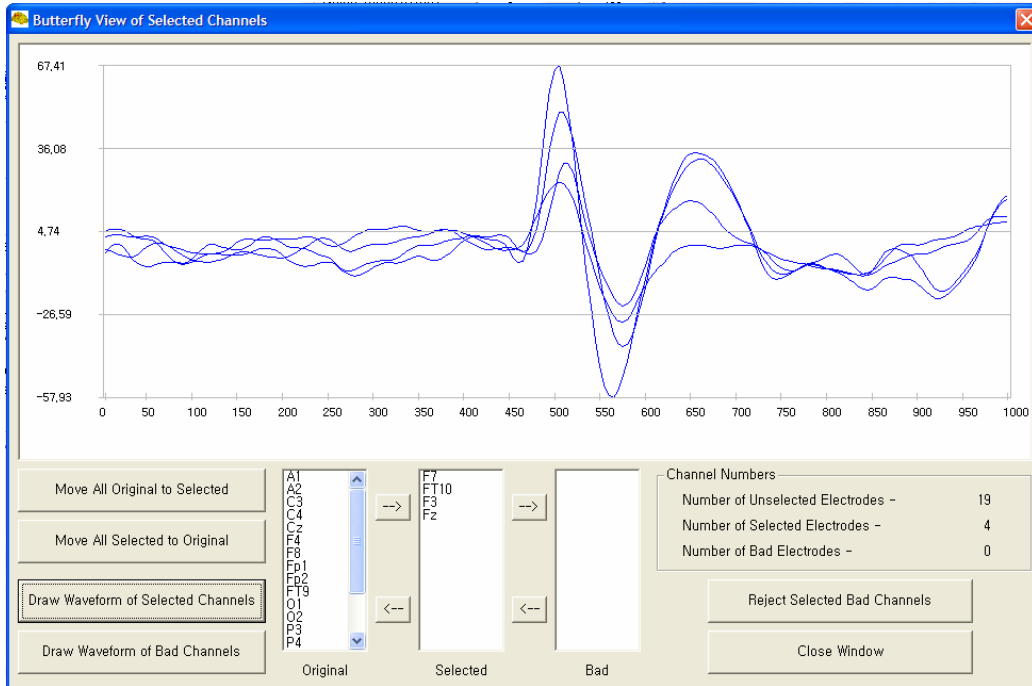 Butterfly View of Selected Channels
67,41
36,08
4,74
-26,59
-57,93
0 50 100 150 200 250 300 350 400 450 500 550 600 650 700 750 800 850 900 950 1000
Move All Original to Selected
Move All Selected to Original
Draw Waveform of Selected Channels
Draw Waveform of Bad Channels
A1
A2
C3
C4
Cz
F4
F8
Fp1
Fp2
FT9
O1
O2
P3
P4
Original
-->
<--
F7
FT10
F3
Fz
Selected
-->
<--
Bad
Channel Numbers
Number of Unselected Electrodes - 19
Number of Selected Electrodes - 4
Number of Bad Electrodes - 0
Reject Selected Bad Channels
Close Window